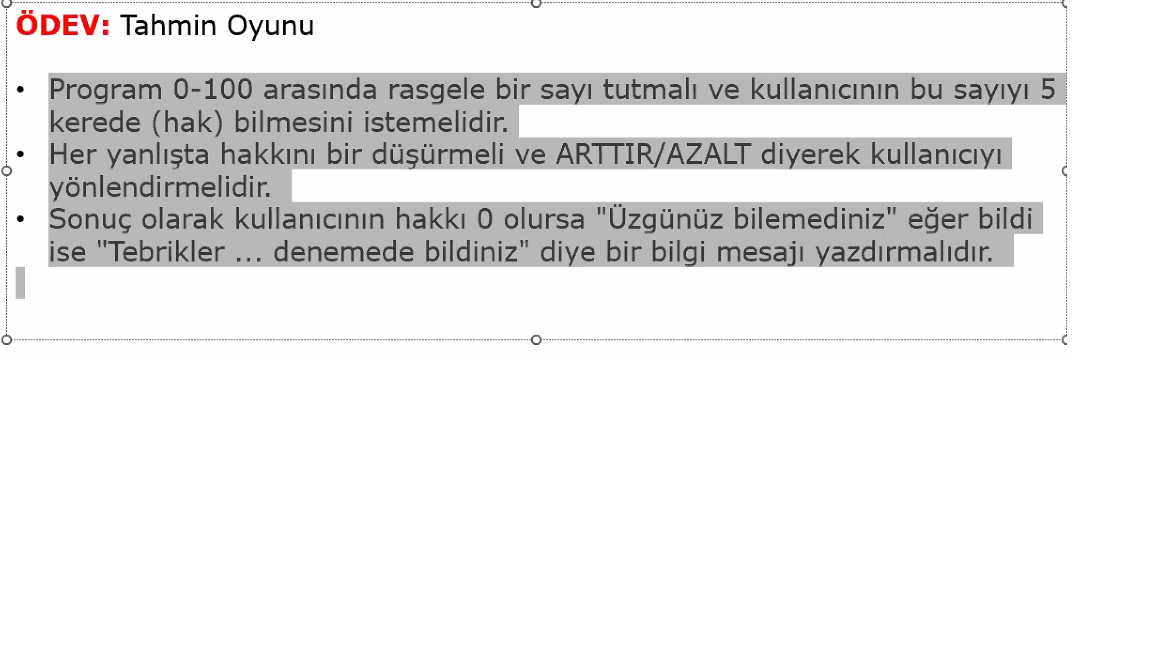 ÖDEV: Tahmin Oyunu
• Program 0-100 arasında rasgele bir sayı tutmalı ve kullanıcının bu sayıyı 5
kerede (hak) bilmesini istemelidir.
• Her yanlışta hakkını bir düşürmeli ve ARTTIR/AZALT diyerek kullanıcıyı
yönlendirmelidir.
• Sonuç olarak kullanıcının hakkı 0 olursa "Üzgünüz bilemediniz" eğer bildi
ise "Tebrikler ... denemede bildiniz" diye bir bilgi mesajı yazdırmalıdır.